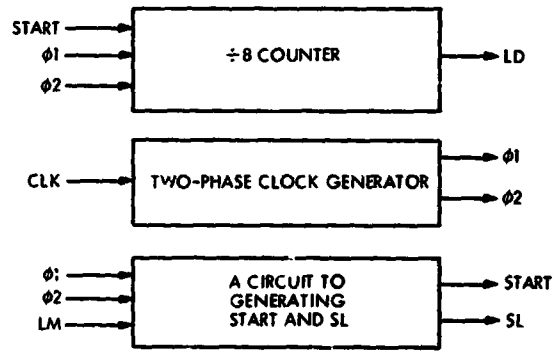 START
φ1
φ2
÷8 COUNTER
LD
CLK
TWO-PHASE CLOCK GENERATOR
φ1
φ2
φ1
φ2
LM
A CIRCUIT TO
GENERATING
START AND SL
START
SL